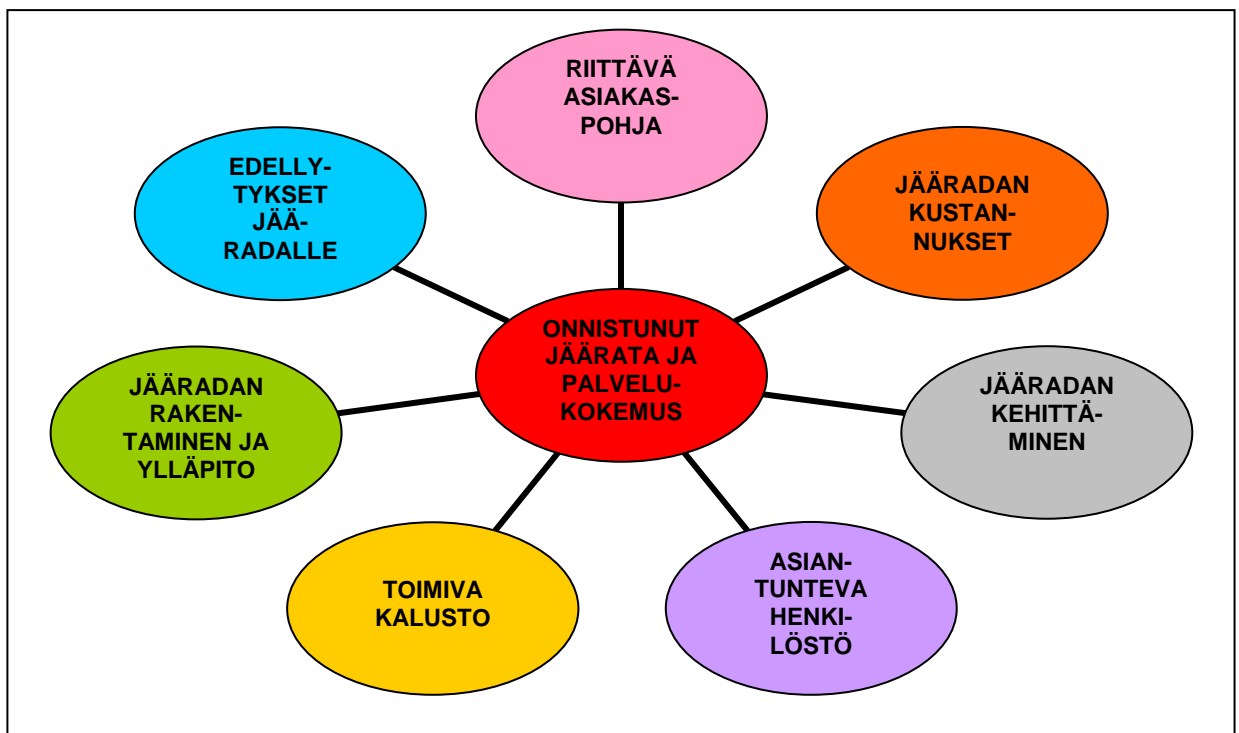 RIITTÄVÄ
ASIAKAS-
POHJA
EDELLY-
TYKSET
JÄÄ-
RADALLE
JÄÄRADAN
KUSTAN-
NUKSET
ONNISTUNUT
JÄÄRATA JA
PALVELU-
KOKEMUS
JÄÄRADAN
RAKEN-
TAMINEN JA
YLLÄPITO
JÄÄRADAN
KEHITTÄ-
MINEN
TOIMIVA
KALUSTO
ASIAN-
TUNTEVA
HENKI-
LÖSTÖ